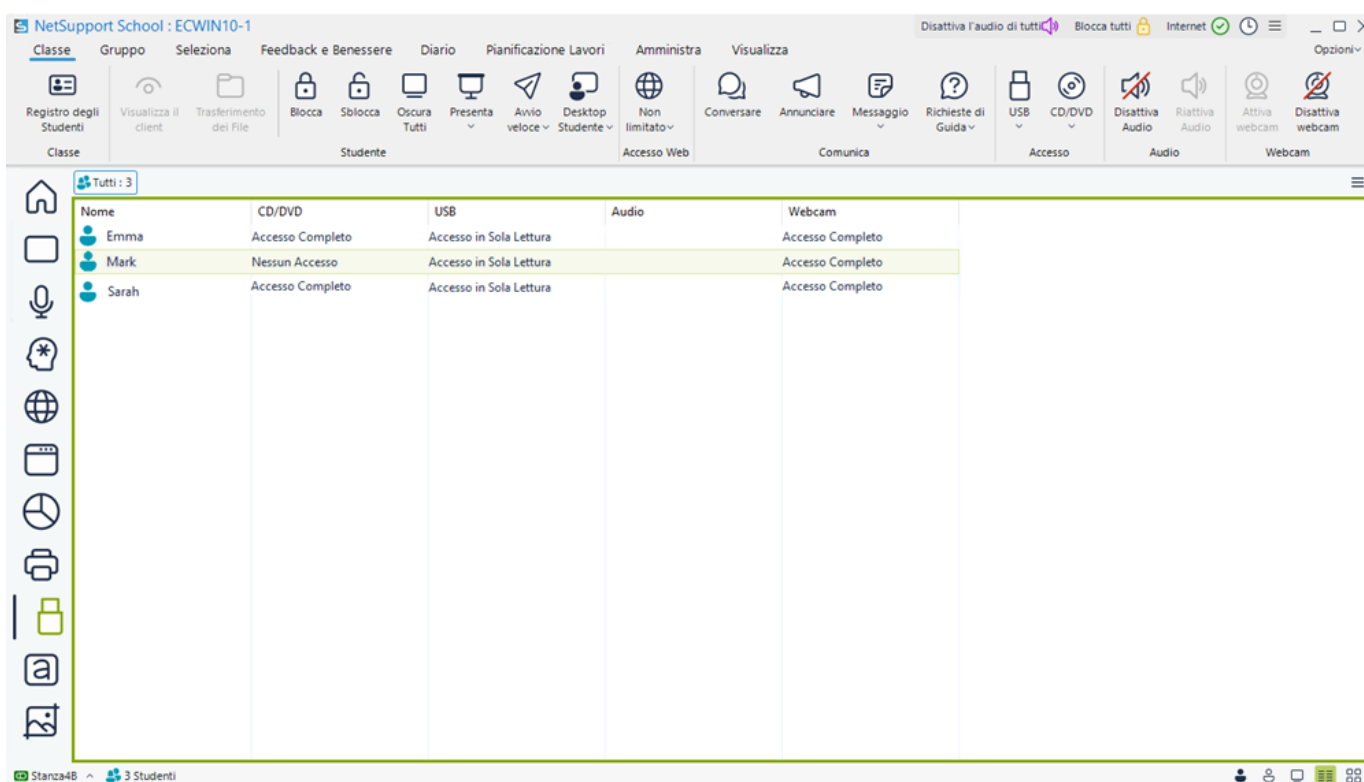 NetSupport School : ECWIN10-1
Disattiva l'audio di tutti Blocca tutti Internet
Classe Gruppo Seleziona Feedback e Benessere Diario Pianificazione Lavori Amministra Visualizza Opzioni
Registro degli Studenti
Visualizza il client
Trasferimento dei File
Blocca
Sblocca
Oscura Tutti
Presenta
Avvio veloce
Desktop Studente
Non limitato
Conversare
Annunciare
Messaggio
Richieste di Guida
USB
CD/DVD
Disattiva Audio
Riattiva Audio
Attiva webcam
Disattiva webcam
Classe Studente Accesso Web Comunica Accesso Audio Webcam
Tutti : 3
Nome CD/DVD USB Audio Webcam
Emma Accesso Completo Accesso in Sola Lettura Accesso Completo
Mark Nessun Accesso Accesso in Sola Lettura Accesso Completo
Sarah Accesso Completo Accesso in Sola Lettura Accesso Completo
a
Stanza4B 3 Studenti